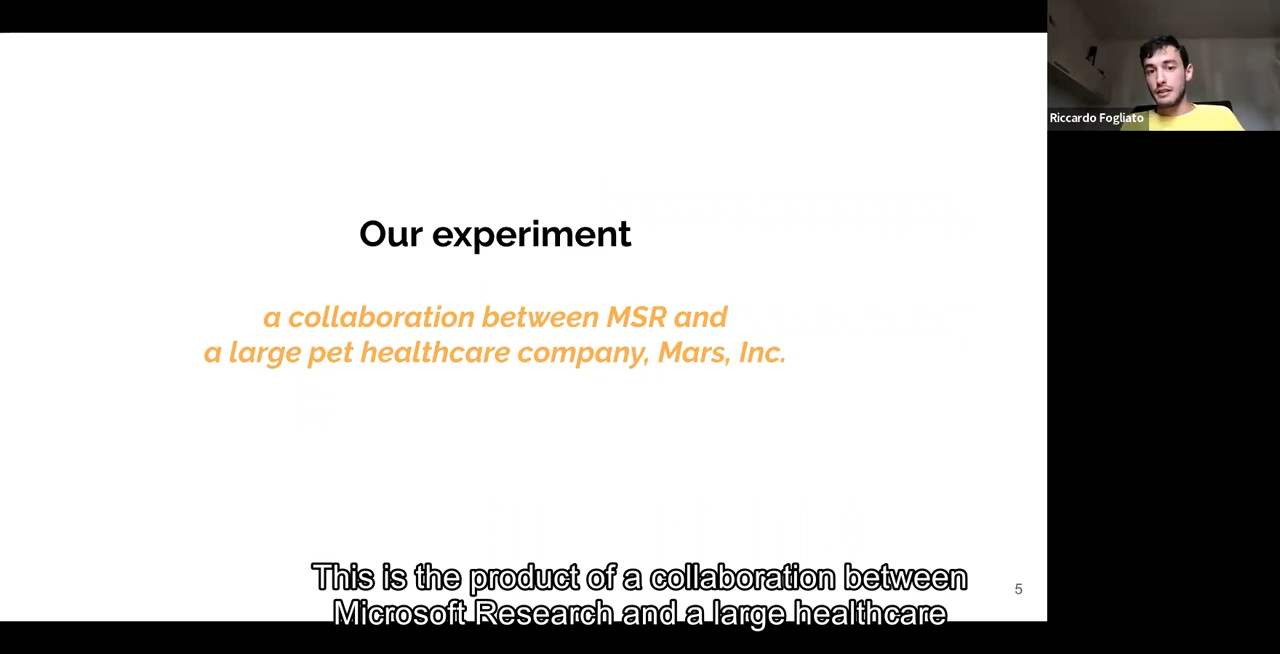 Riccardo Fogliato
Our experiment
a collaboration between MSR and
a large pet healthcare company, Mars, Inc.
This is the product of a collaboration between
Microsoft Research and a large healthcare
5